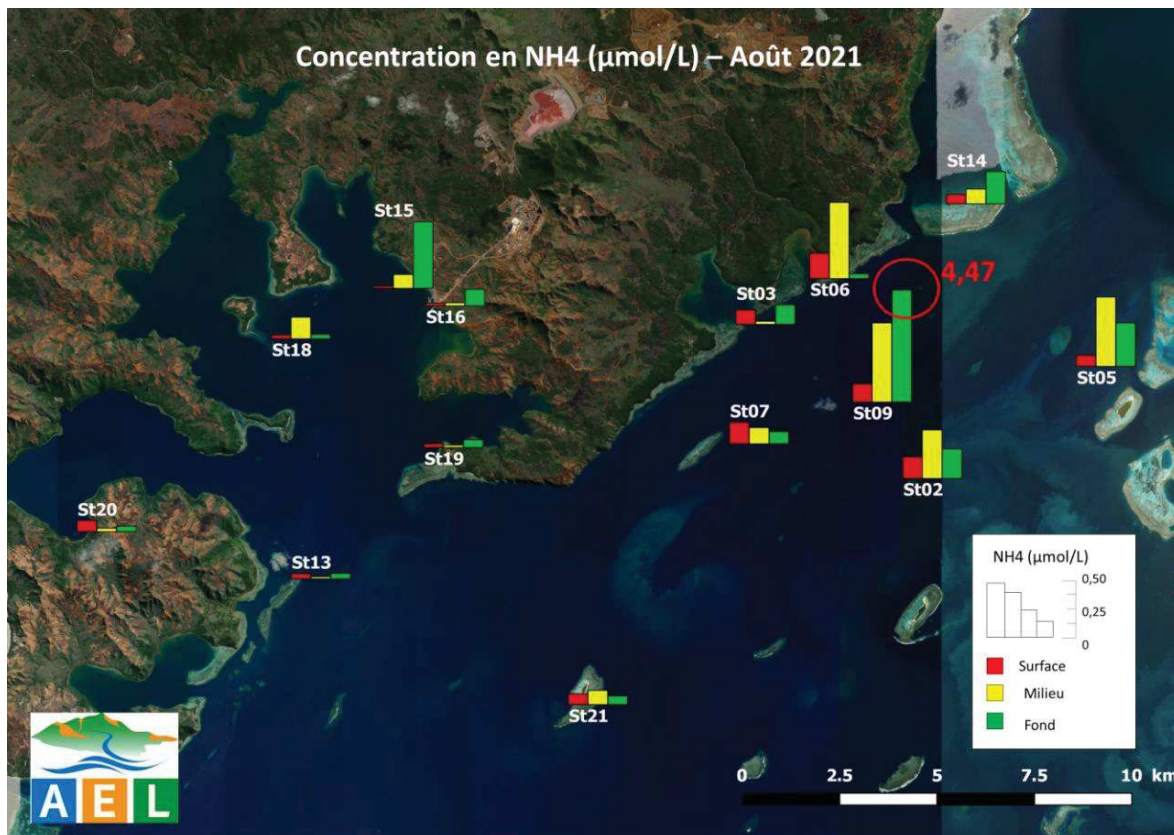 Concentration en NH4 (µmol/L) – Août 2021
St14
St15
4,47
St06
St03
St16
St18
St05
St09
St07
St19
St02
St20
St13
St21
NH4 (µmol/L)
0,50
0,25
0
Surface
Milieu
Fond
0 2.5 5 7.5 10 km
A E L